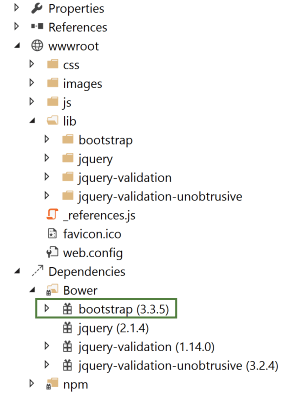 Properties
References
wwwroot
css
images
js
lib
bootstrap
jquery
jquery-validation
jquery-validation-unobtrusive
_references.js
favicon.ico
web.config
Dependencies
Bower
bootstrap (3.3.5)
jquery (2.1.4)
jquery-validation (1.14.0)
jquery-validation-unobtrusive (3.2.4)
npm